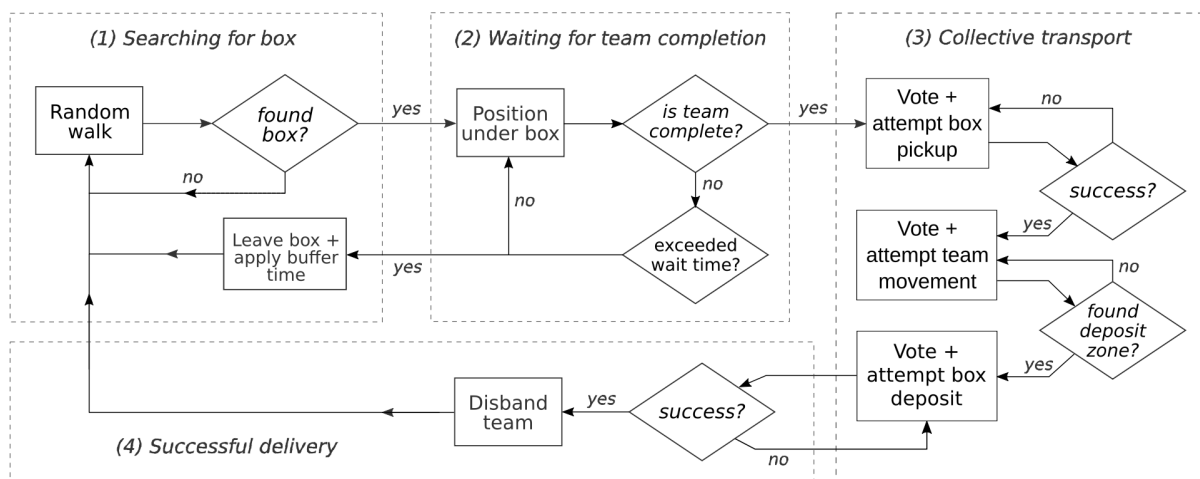 (1) Searching for box
Random
walk
found
box?
yes
no
Leave box +
apply buffer
time
yes
(2) Waiting for team completion
Position
under box
is team
complete?
yes
no
no
exceeded
wait time?
(3) Collective transport
Vote +
attempt box
pickup
no
success?
yes
Vote +
attempt team
movement
no
found
deposit
zone?
yes
Vote +
attempt box
deposit
success?
yes
no
Disband
team
(4) Successful delivery